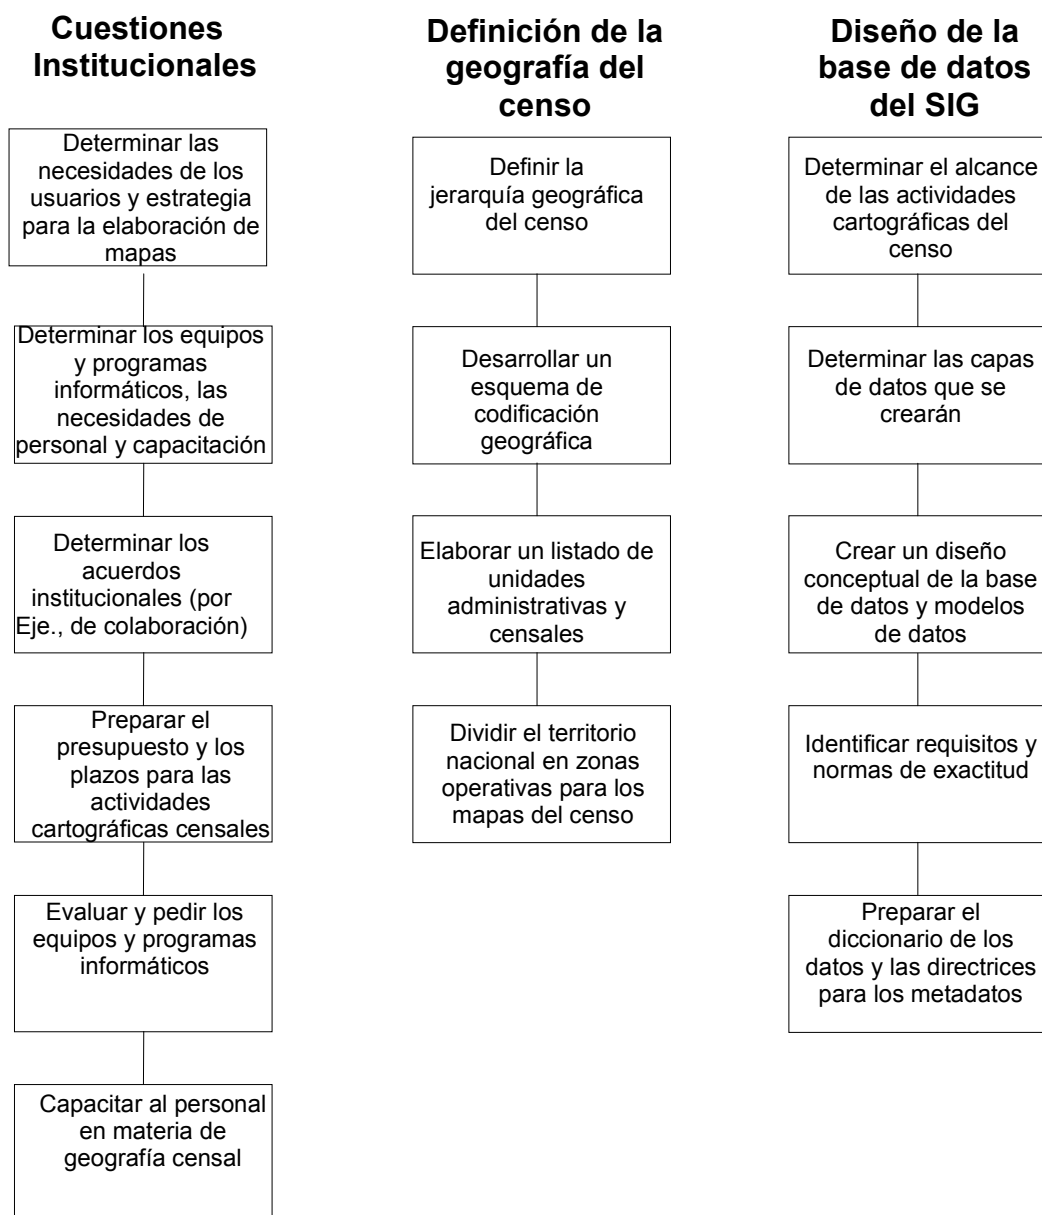 Cuestiones
Institucionales
Determinar las
necesidades de los
usuarios y estrategia
para la elaboración de
mapas
Determinar los equipos
y programas
informáticos, las
necesidades de
personal y capacitación
Determinar los
acuerdos
institucionales (por
Eje., de colaboración)
Preparar el
presupuesto y los
plazos para las
actividades
cartográficas censales
Evaluar y pedir los
equipos y programas
informáticos
Capacitar al personal
en materia de
geografía censal
Definición de la
geografía del
censo
Definir la
jerarquía geográfica
del censo
Desarrollar un
esquema de
codificación
geográfica
Elaborar un listado de
unidades
administrativas y
censales
Dividir el territorio
nacional en zonas
operativas para los
mapas del censo
Diseño de la
base de datos
del SIG
Determinar el alcance
de las actividades
cartográficas del
censo
Determinar las capas
de datos que se
crearán
Crear un diseño
conceptual de la base
de datos y modelos
de datos
Identificar requisitos y
normas de exactitud
Preparar el
diccionario de los
datos y las directrices
para los metadatos